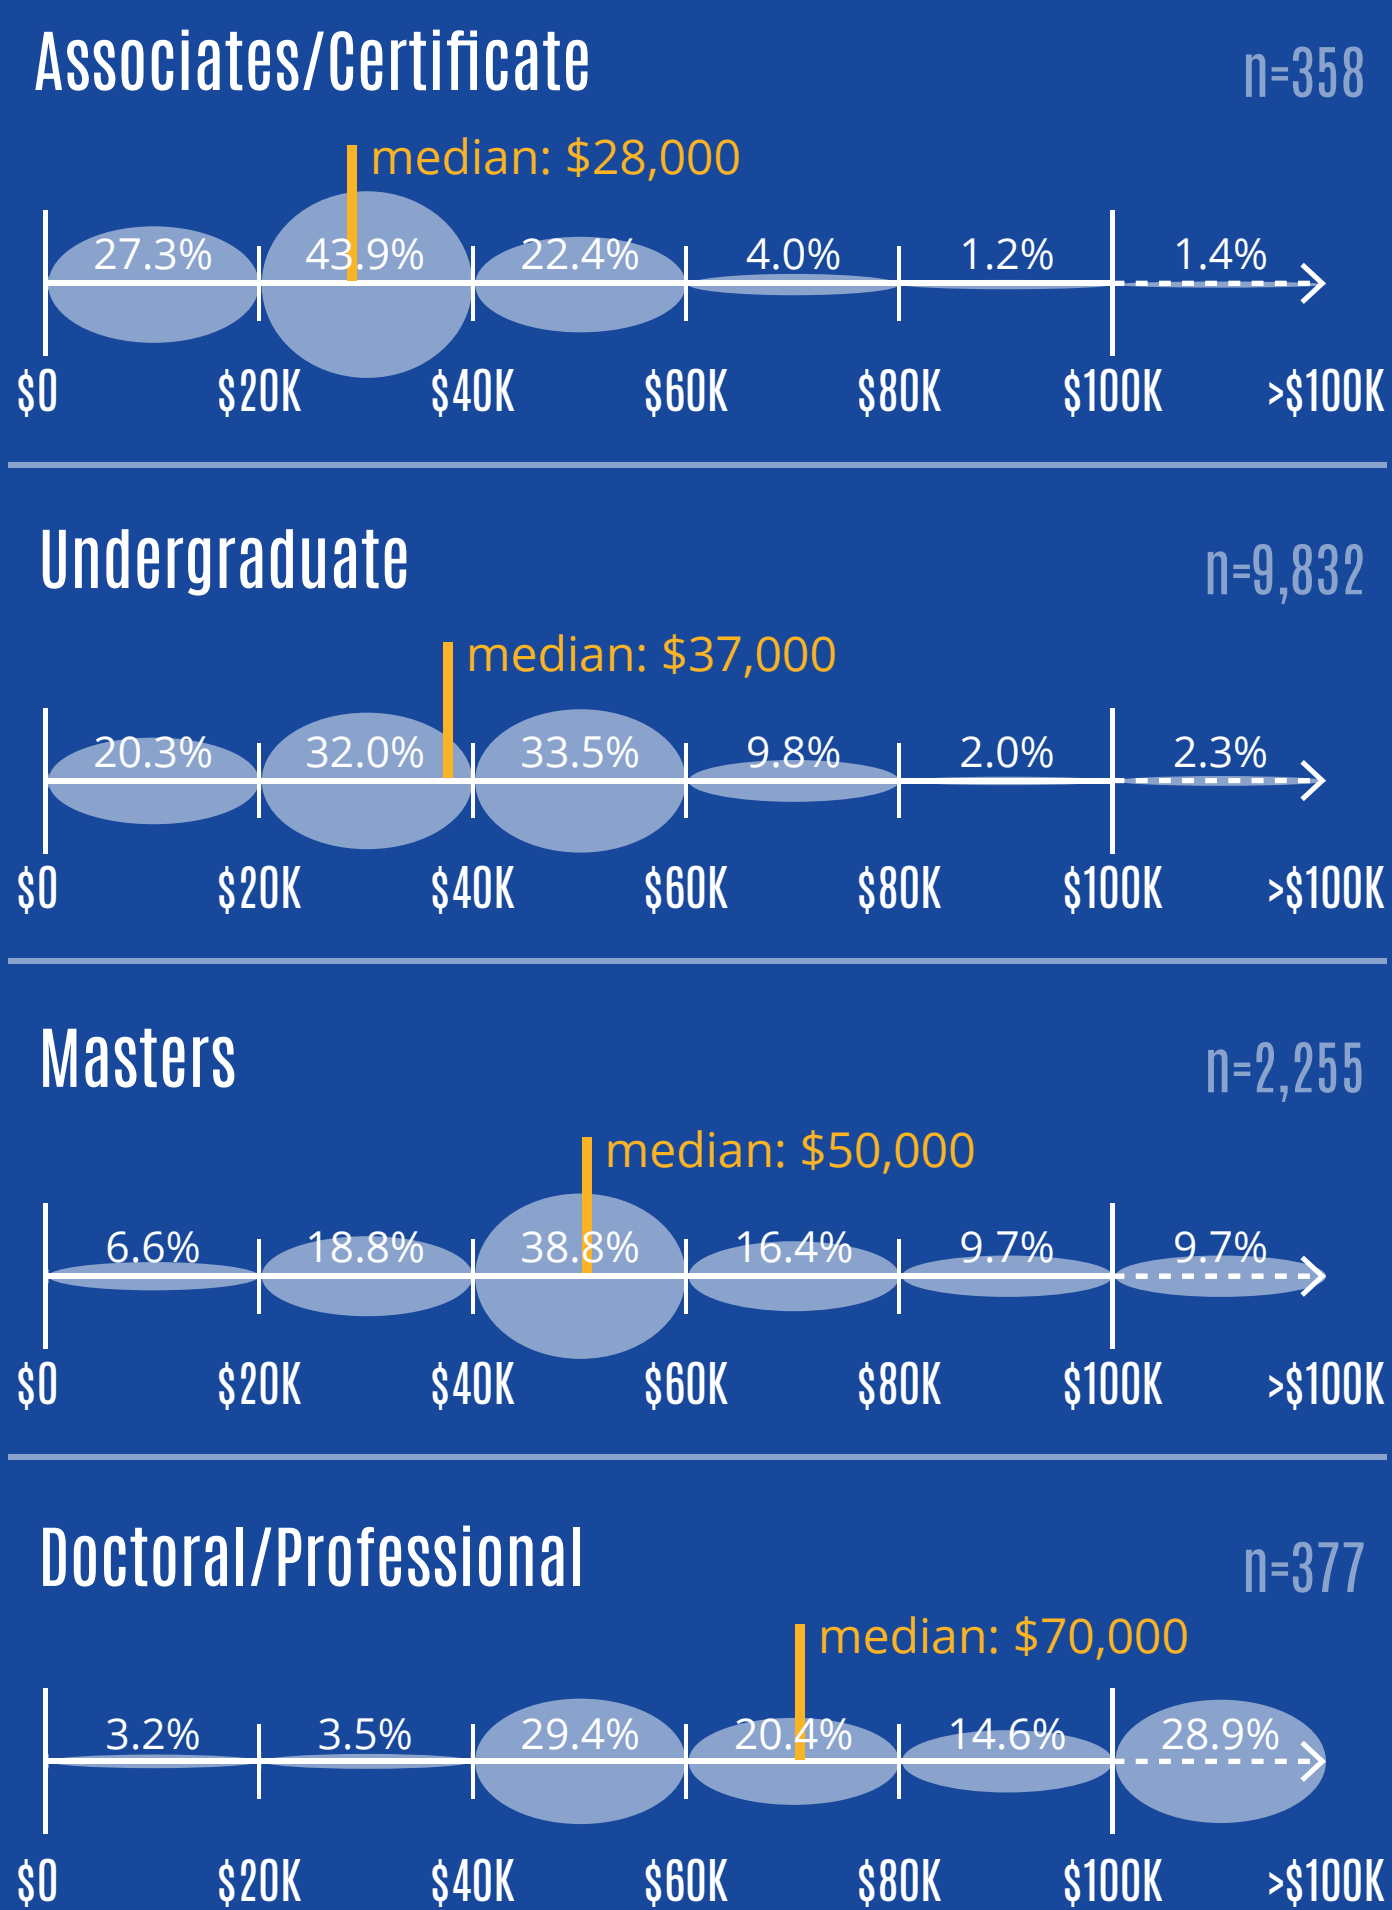 Associates/Certificate
n=358
median: $28,000
27.3% 43.9% 22.4% 4.0% 1.2% 1.4%
$0 $20K $40K $60K $80K $100K >$100K
Undergraduate
n=9,832
median: $37,000
20.3% 32.0% 33.5% 9.8% 2.0% 2.3%
$0 $20K $40K $60K $80K $100K >$100K
Masters
n=2,255
median: $50,000
6.6% 18.8% 38.8% 16.4% 9.7% 9.7%
$0 $20K $40K $60K $80K $100K >$100K
Doctoral/Professional
n=377
median: $70,000
3.2% 3.5% 29.4% 20.4% 14.6% 28.9%
$0 $20K $40K $60K $80K $100K >$100K